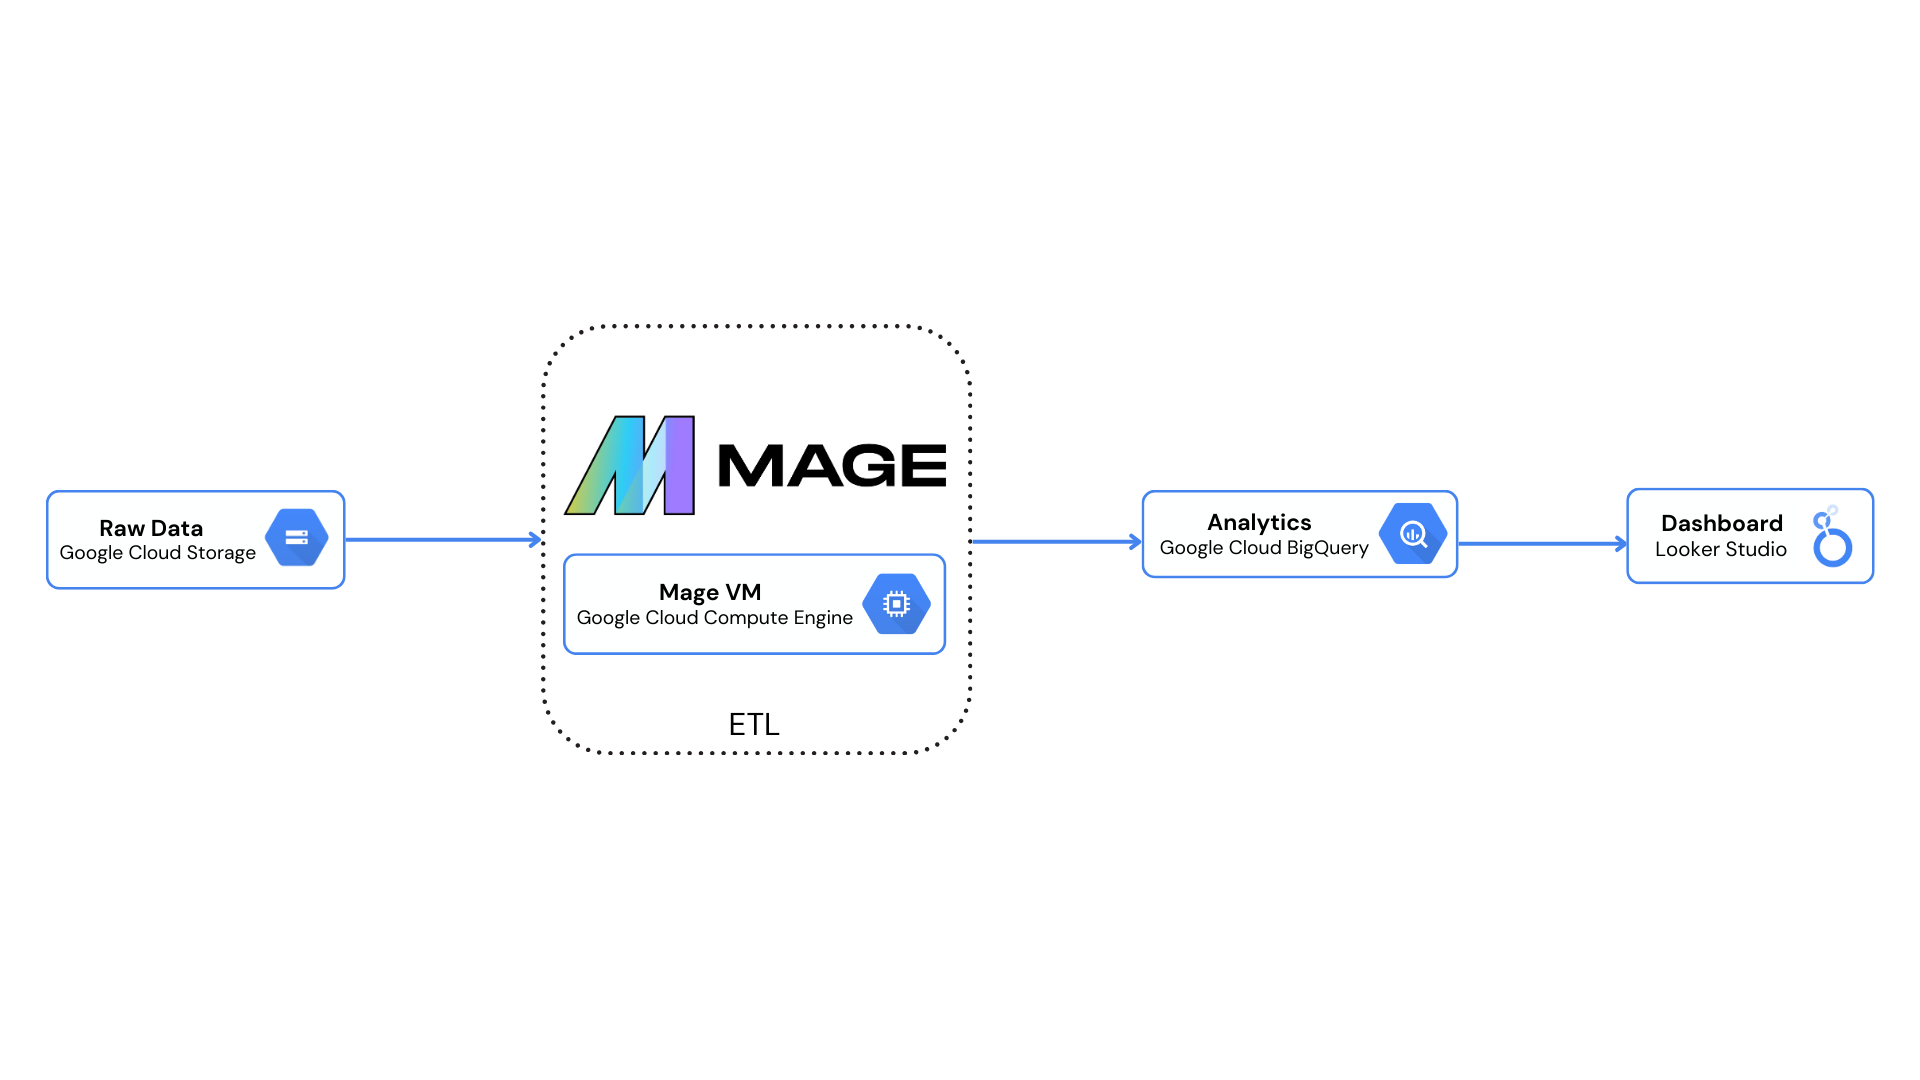 Raw Data
Google Cloud Storage
MAGE
Mage VM
Google Cloud Compute Engine
ETL
Analytics
Google Cloud BigQuery
Dashboard
Looker Studio